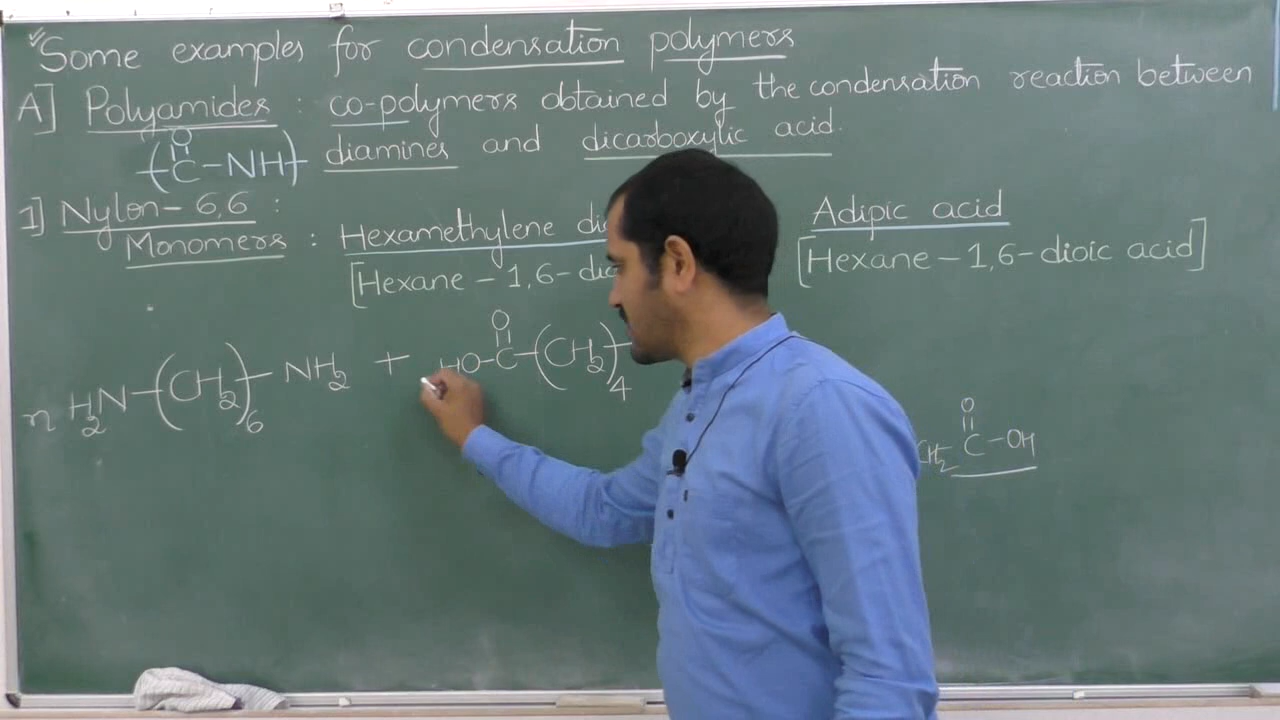 Some examples for condensation polymers
A] Polyamides : co-polymers obtained by the condensation reaction between
diamines and dicarboxylic acid.
O
(C-NH)
1] Nylon-6,6 :
Monomers : Hexamethylene Adipic acid
[Hexane-1,6- [Hexane-1,6-dioic acid]
O
n H₂N-(CH₂)₆-NH₂ + HO-C-(CH₂)₄
O
CH₂ C-OH